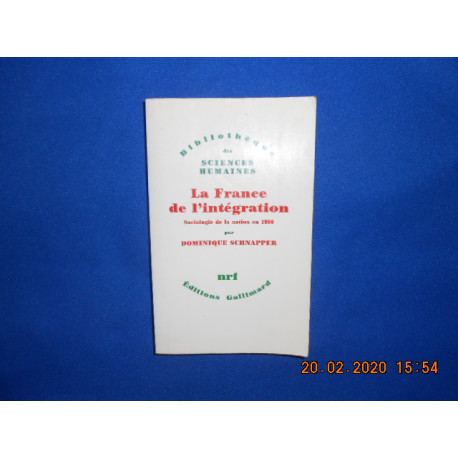 Bibliothèque
des
SCIENCES
HUMAINES
La France
de l'intégration
Sociologie de la nation en 1990
par
DOMINIQUE SCHNAPPER
nrf
Éditions Gallimard
20-02-2020 15:54